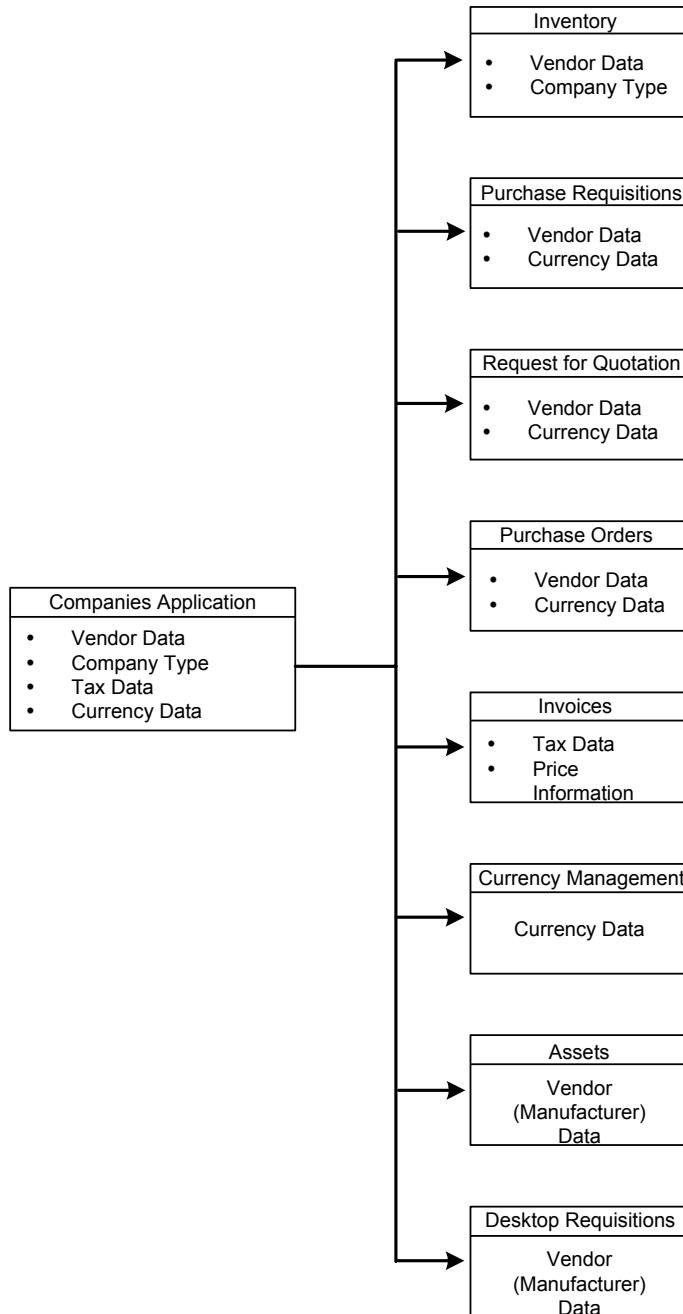 Inventory
• Vendor Data
• Company Type
Purchase Requisitions
• Vendor Data
• Currency Data
Request for Quotation
• Vendor Data
• Currency Data
Purchase Orders
• Vendor Data
• Currency Data
Companies Application
• Vendor Data
• Company Type
• Tax Data
• Currency Data
Invoices
• Tax Data
• Price
Information
Currency Management
Currency Data
Assets
Vendor
(Manufacturer)
Data
Desktop Requisitions
Vendor
(Manufacturer)
Data